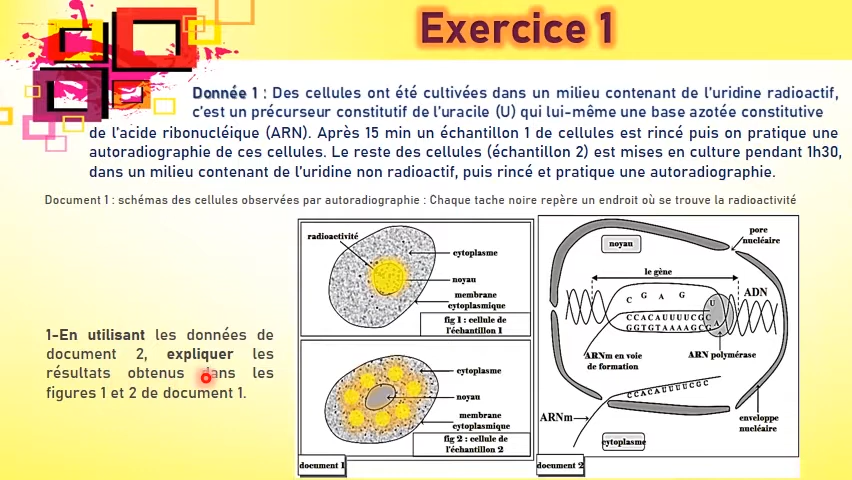 Exercice 1
Donnée 1 : Des cellules ont été cultivées dans un milieu contenant de l'uridine radioactif,
c'est un précurseur constitutif de l'uracile (U) qui lui-même une base azotée constitutive
de l'acide ribonucléique (ARN). Après 15 min un échantillon 1 de cellules est rincé puis on pratique une
autoradiographie de ces cellules. Le reste des cellules (échantillon 2) est mises en culture pendant 1h30,
dans un milieu contenant de l'uridine non radioactif, puis rincé et pratique une autoradiographie.
Document 1 : schémas des cellules observées par autoradiographie : Chaque tache noire repère un endroit où se trouve la radioactivité
1-En utilisant les données de
document 2, expliquer les
résultats obtenus dans les
figures 1 et 2 de document 1.
radioactivité
cytoplasme
noyau
membrane
cytoplasmique
fig 1 : cellule de
l'échantillon 1
cytoplasme
noyau
membrane
cytoplasmique
fig 2 : cellule de
l'échantillon 2
document 1
noyau
pore
nucléaire
le gène
ADN
C G A G U
CCACAUUUUCGC
GGTGTAAAAGCG
A
ARNm en voie
de formation
ARN polymérase
CCACAUUUUCGC
ARNm
enveloppe
nucléaire
cytoplasme
document 2